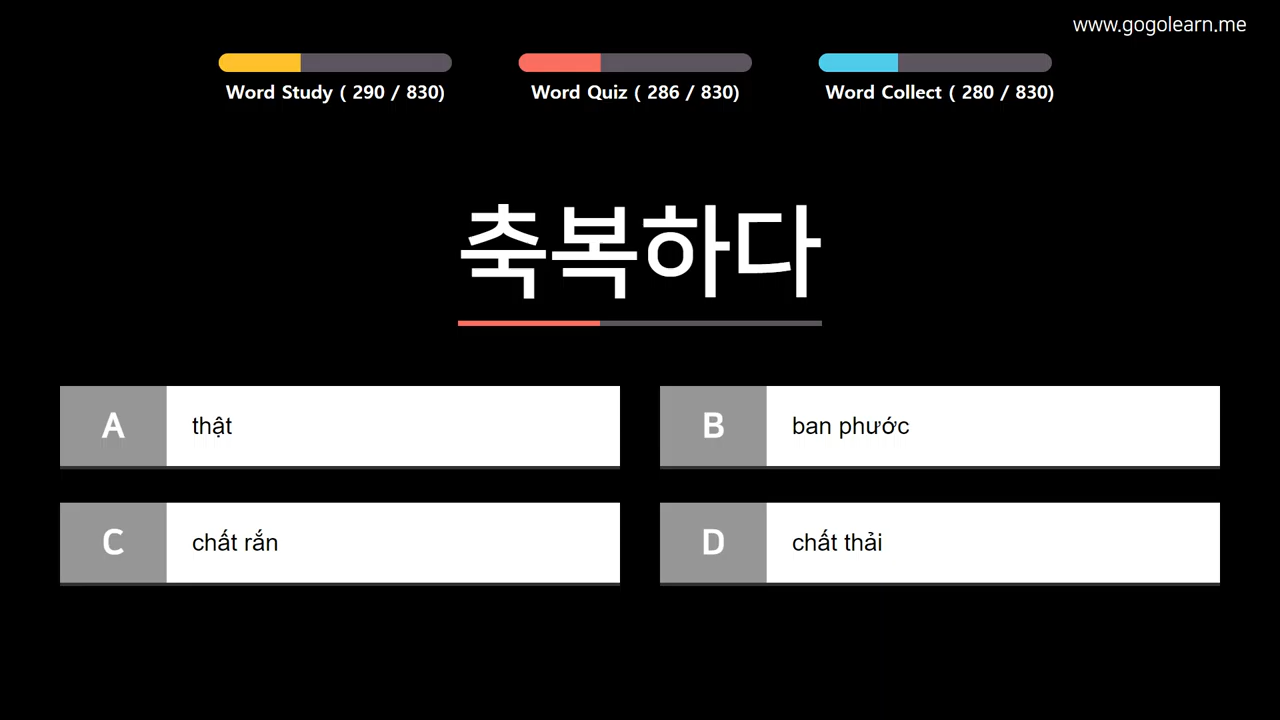 www.gogolearn.me
Word Study ( 290 / 830)
Word Quiz ( 286 / 830)
Word Collect ( 280 / 830)
축복하다
A thật
B ban phước
C chất rắn
D chất thải